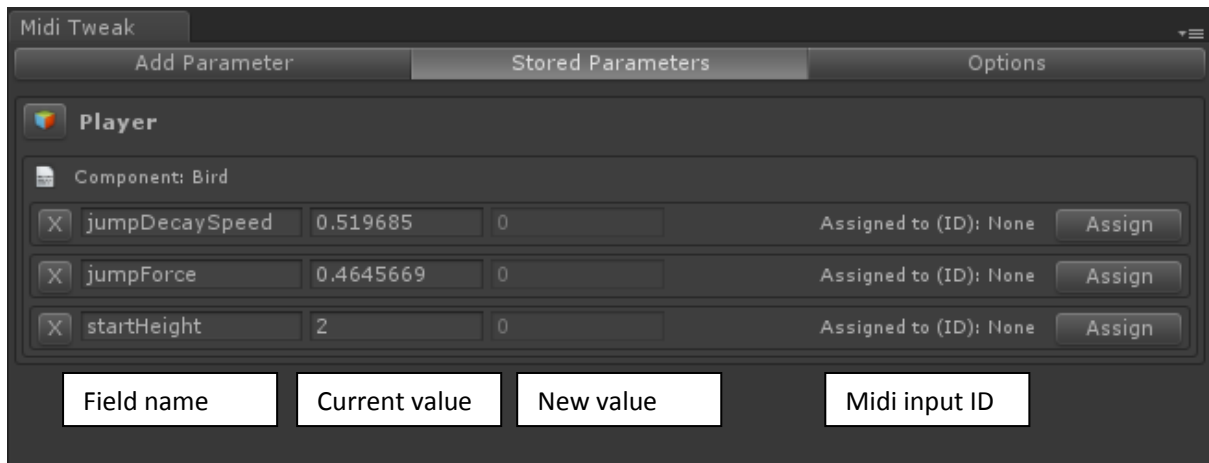 Midi Tweak
Add Parameter Stored Parameters Options
Player
Component: Bird
X jumpDecaySpeed 0.519685 0 Assigned to (ID): None Assign
X jumpForce 0.4645669 0 Assigned to (ID): None Assign
X startHeight 2 0 Assigned to (ID): None Assign
Field name Current value New value Midi input ID